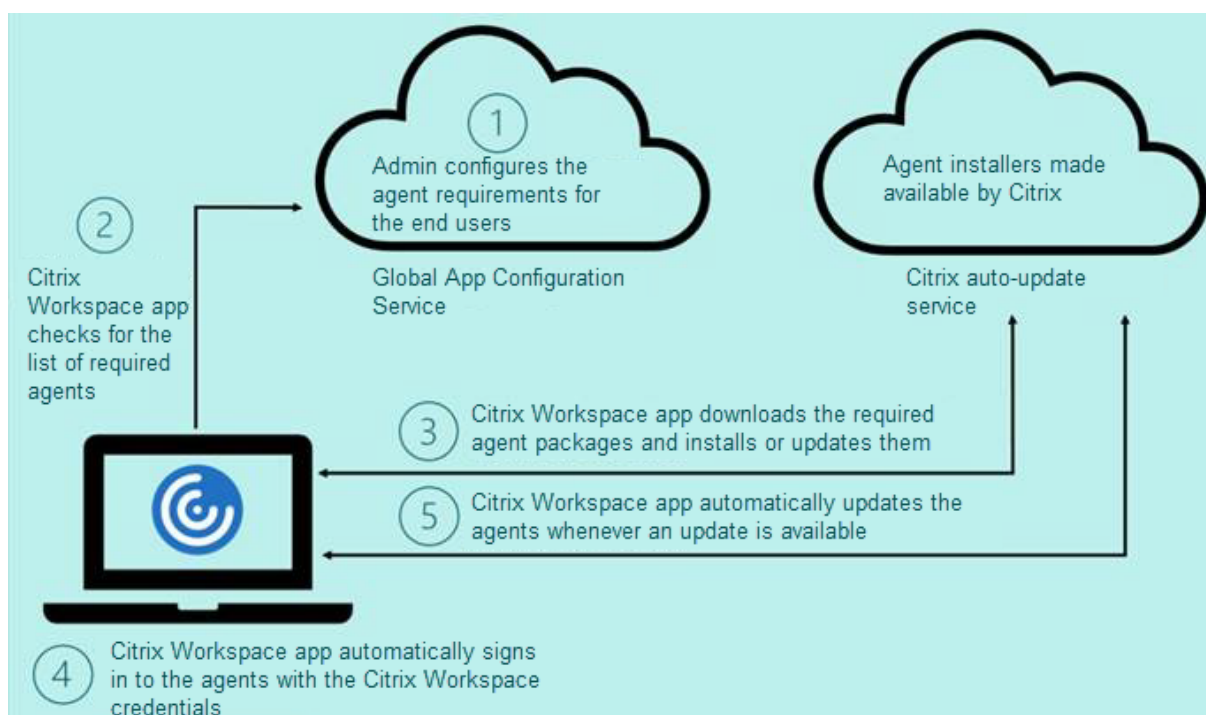 1
Admin configures the
agent requirements for
the end users
Global App Configuration
Service
Agent installers made
available by Citrix
Citrix auto-update
service
2
Citrix
Workspace app
checks for the
list of required
agents
3
Citrix Workspace app downloads the required
agent packages and installs or updates them
5
Citrix Workspace app automatically updates the
agents whenever an update is available
4
Citrix Workspace app automatically signs
in to the agents with the Citrix Workspace
credentials